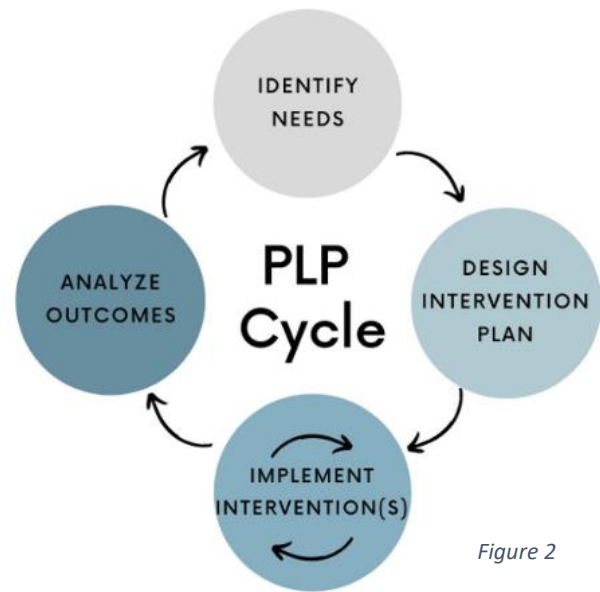 IDENTIFY
NEEDS
DESIGN
INTERVENTION
PLAN
PLP
Cycle
ANALYZE
OUTCOMES
IMPLEMENT
INTERVENTION(S)
Figure 2